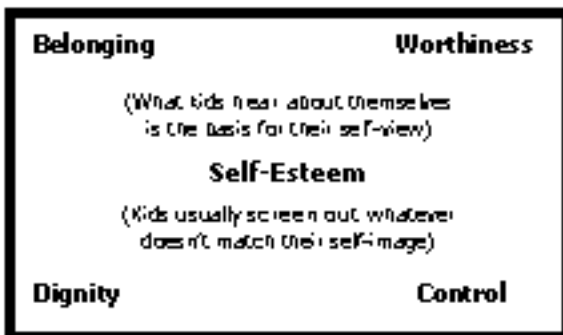 Belonging Worthiness
(What kids hear about themselves
is the basis for their self-view)
Self-Esteem
(Kids usually screen out whatever
doesn't match their self-image)
Dignity Control